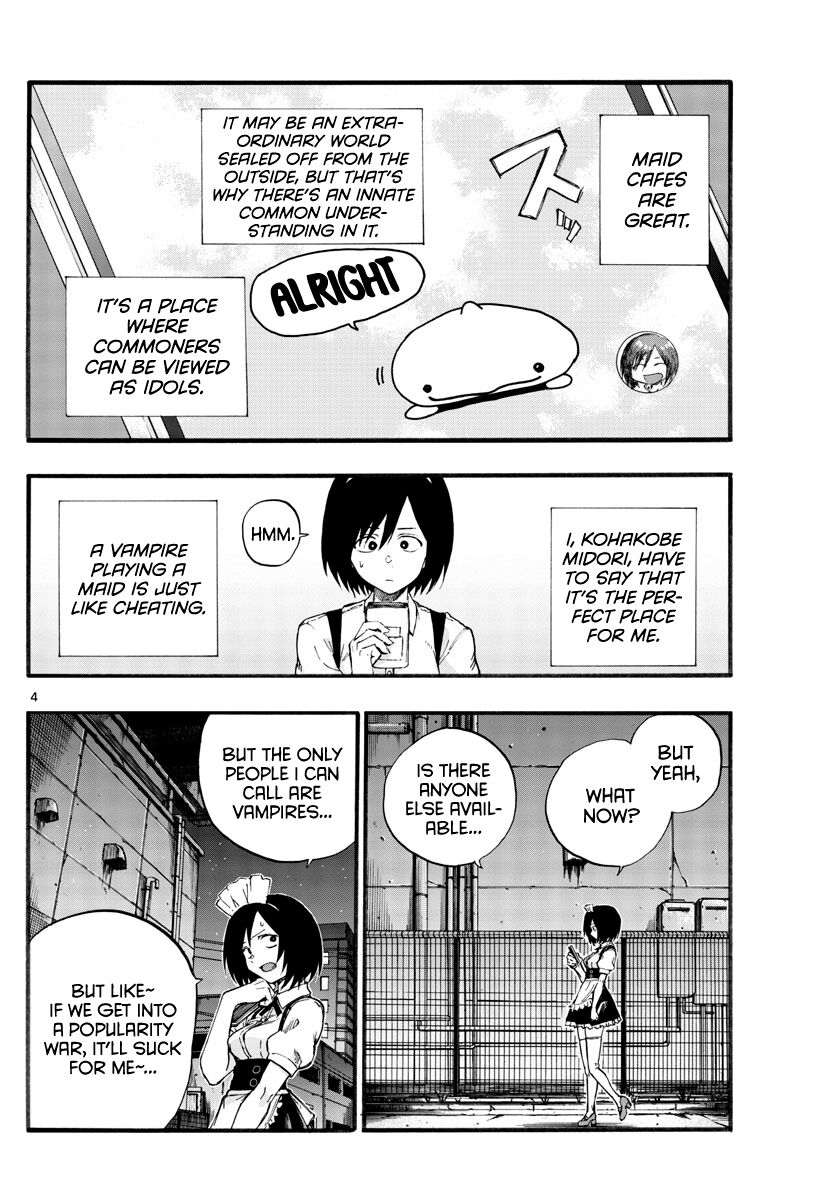 MAID
CAFES
ARE
GREAT.
ズッ
IT MAY BE AN EXTRA-
ORDINARY WORLD
SEALED OFF FROM THE
OUTSIDE, BUT THAT'S
WHY THERE'S AN INNATE
COMMON UNDER-
STANDING IN IT.
ALRIGHT
IT'S A PLACE
WHERE
COMMONERS
CAN BE VIEWED
AS IDOLS.
I, KOHAKOBE
MIDORI, HAVE
TO SAY THAT
IT'S THE PER-
FECT PLACE
FOR ME.
HMM.
A VAMPIRE
PLAYING A
MAID IS JUST
LIKE CHEATING.
4
BUT
YEAH,
WHAT
NOW?
IS THERE
ANYONE
ELSE AVAIL-
ABLE...
BUT THE ONLY
PEOPLE I CAN
CALL ARE
VAMPIRES...
BUT LIKE~
IF WE GET INTO
A POPULARITY
WAR, IT'LL SUCK
FOR ME~...